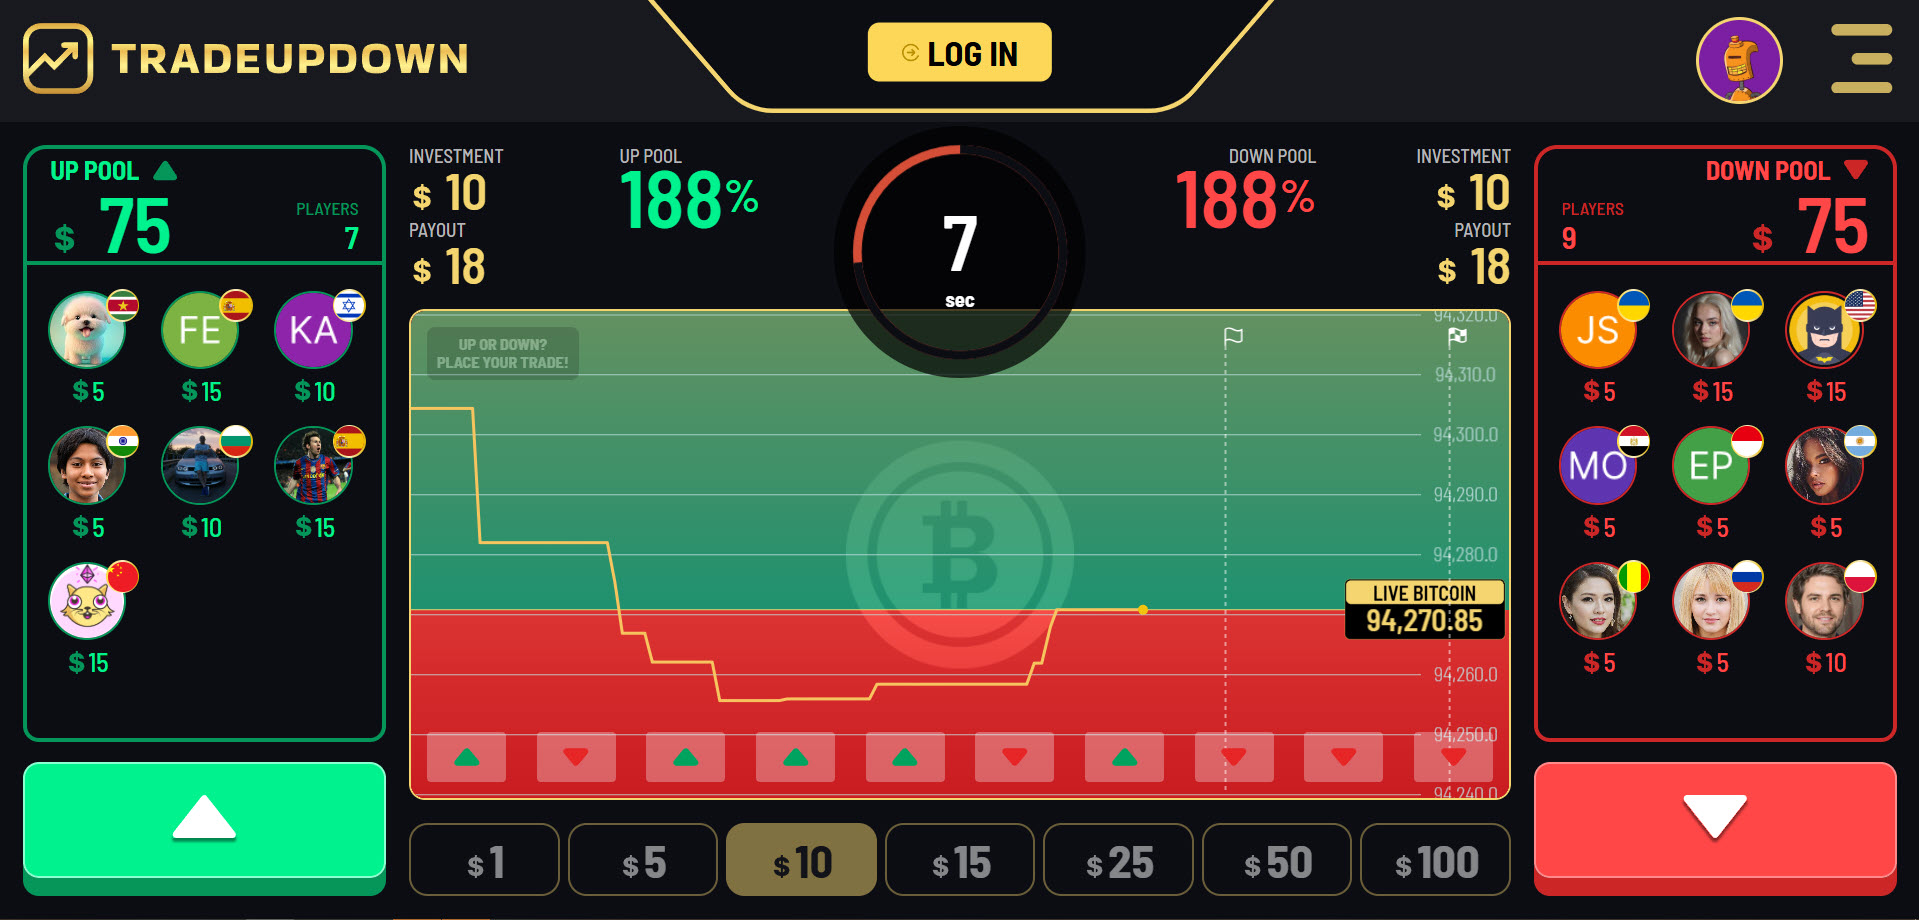 TRADEUPDOWN
LOG IN
UP POOL
$ 75
PLAYERS
7
$5
$15
$10
$5
$10
$15
$15
INVESTMENT
$ 10
PAYOUT
$ 18
UP POOL
188%
7
sec
DOWN POOL
188%
INVESTMENT
$ 10
PAYOUT
$ 18
UP OR DOWN?
PLACE YOUR TRADE!
94,320.0
94,310.0
94,300.0
94,290.0
94,280.0
LIVE BITCOIN
94,270.85
94,260.0
94,250.0
94,240.0
$1
$5
$10
$15
$25
$50
$100
DOWN POOL
PLAYERS
9
$ 75
FE
KA
JS
$5
$15
$15
MO
EP
$5
$5
$5
$5
$5
$10